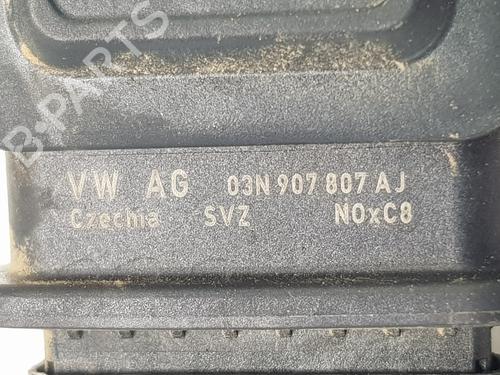 B-PARTS
VW AG 03N 907 807 AJ
Czechia SVZ NOxC8